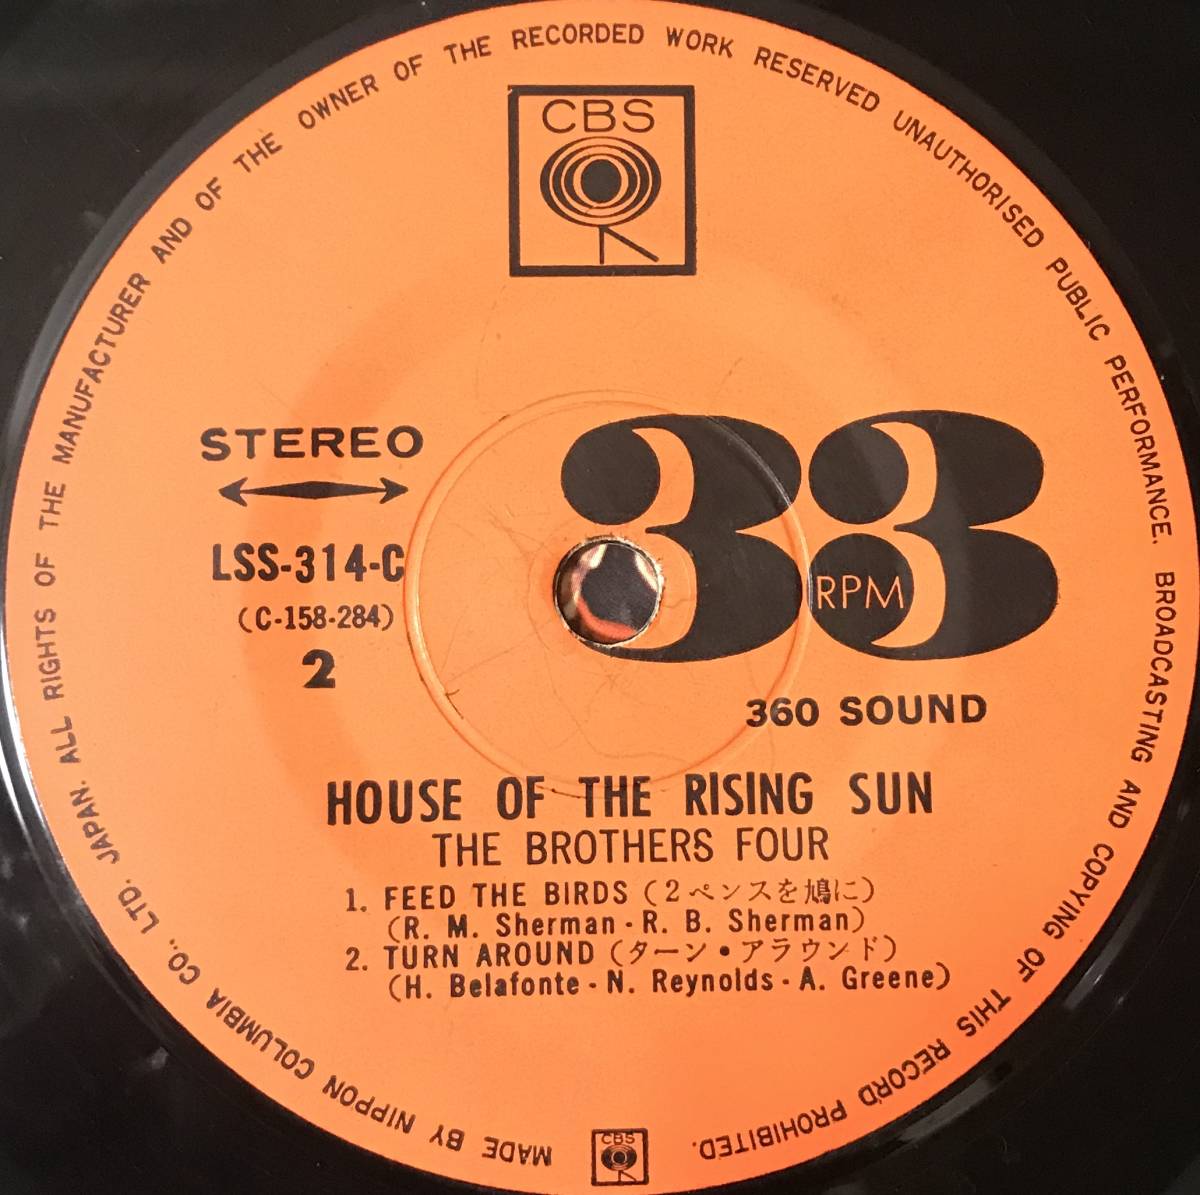 CBS
STEREO
33
RPM
LSS-314-C
(C-158-284)
2
360 SOUND
HOUSE OF THE RISING SUN
THE BROTHERS FOUR
1. FEED THE BIRDS (2ペンスを鳩に)
(R. M. Sherman - R. B. Sherman)
2. TURN AROUND (ターン・アラウンド)
(H. Belafonte - N. Reynolds - A. Greene)
MADE BY NIPPON COLUMBIA CO., LTD. JAPAN. ALL RIGHTS OF THE MANUFACTURER AND OF THE OWNER OF THE RECORDED WORK RESERVED UNAUTHORISED PUBLIC PERFORMANCE. BROADCASTING AND COPYING OF THIS RECORD PROHIBITED.
CBS